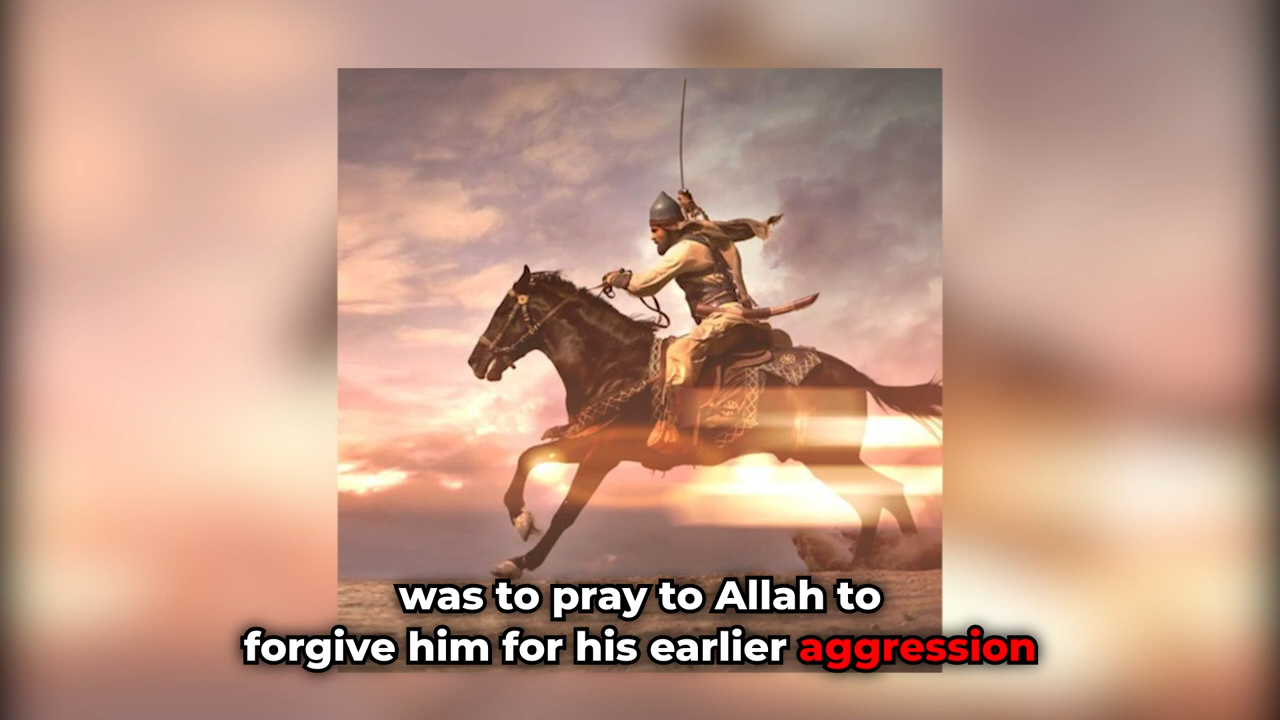 was to pray to Allah to
forgive him for his earlier aggression